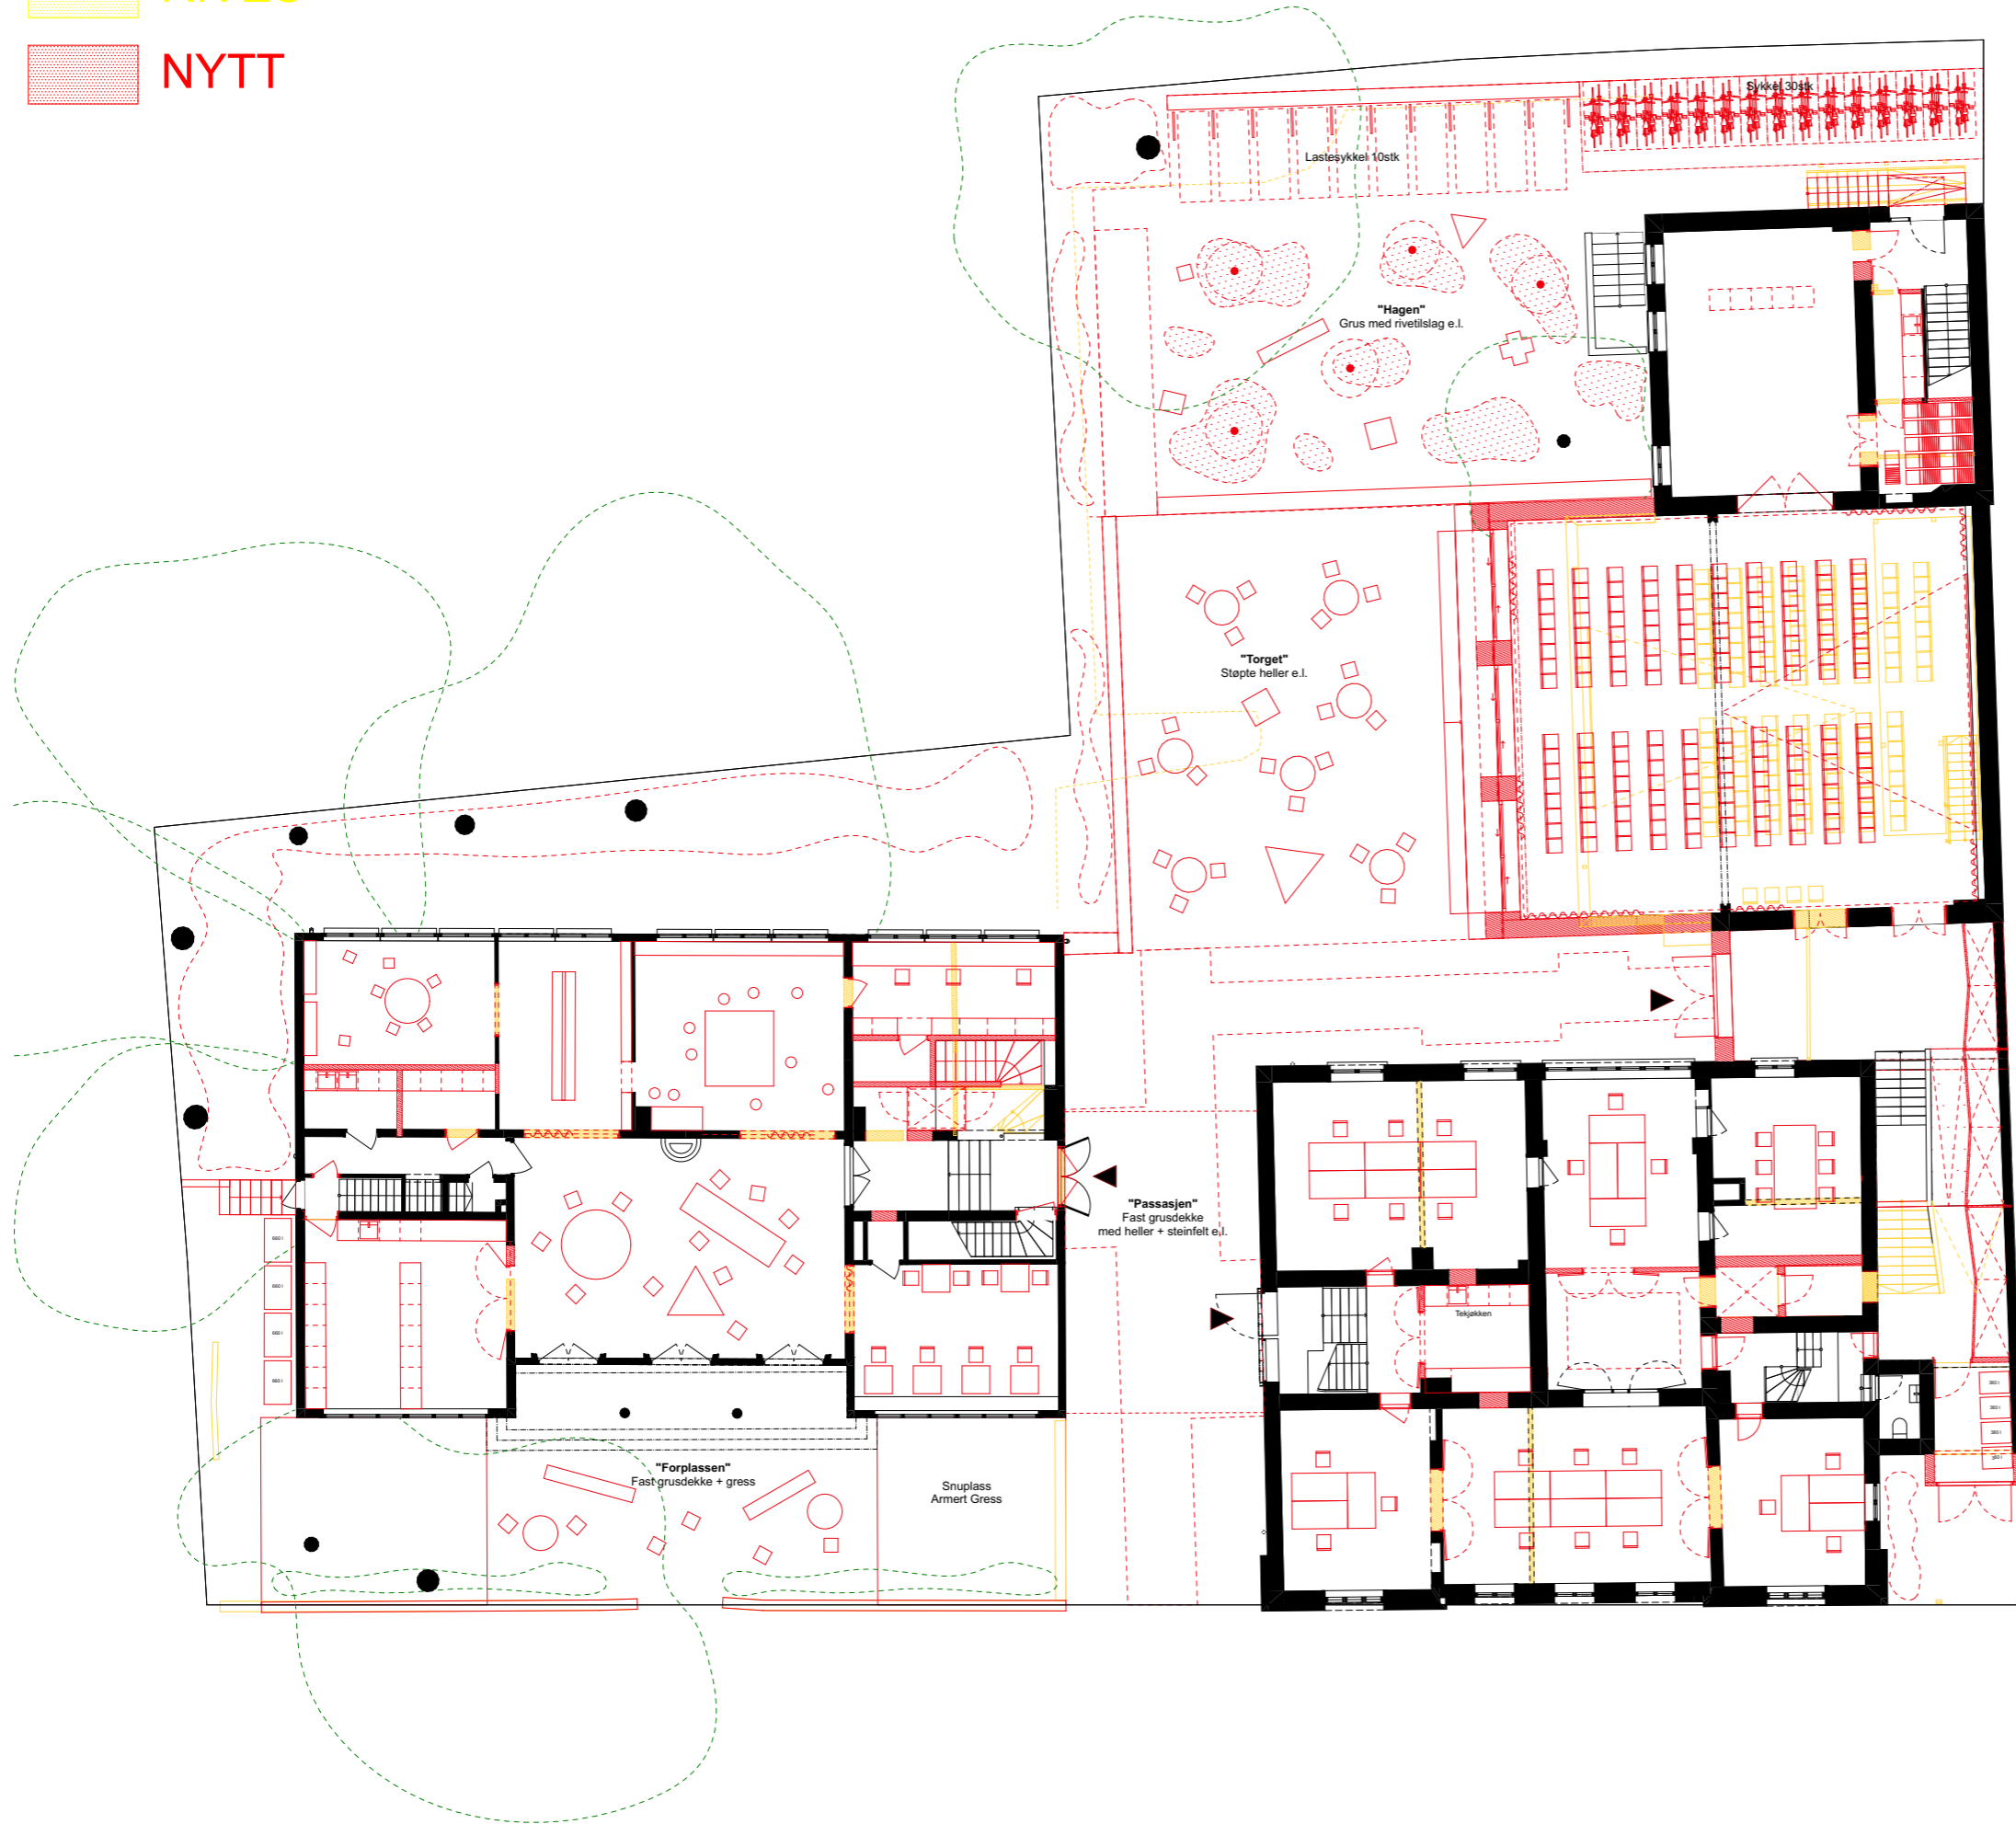 NYTT
Sykkel 30stk
Lastesykkel 10stk
"Hagen"
Grus med rivetilslag e.l.
"Torget"
Støpte heller e.l.
"Passasjen"
Fast grusdekke
med heller + steinfelt e.l.
Tekjøkken
"Forplassen"
Fast grusdekke + gress
Snuplass
Armert Gress